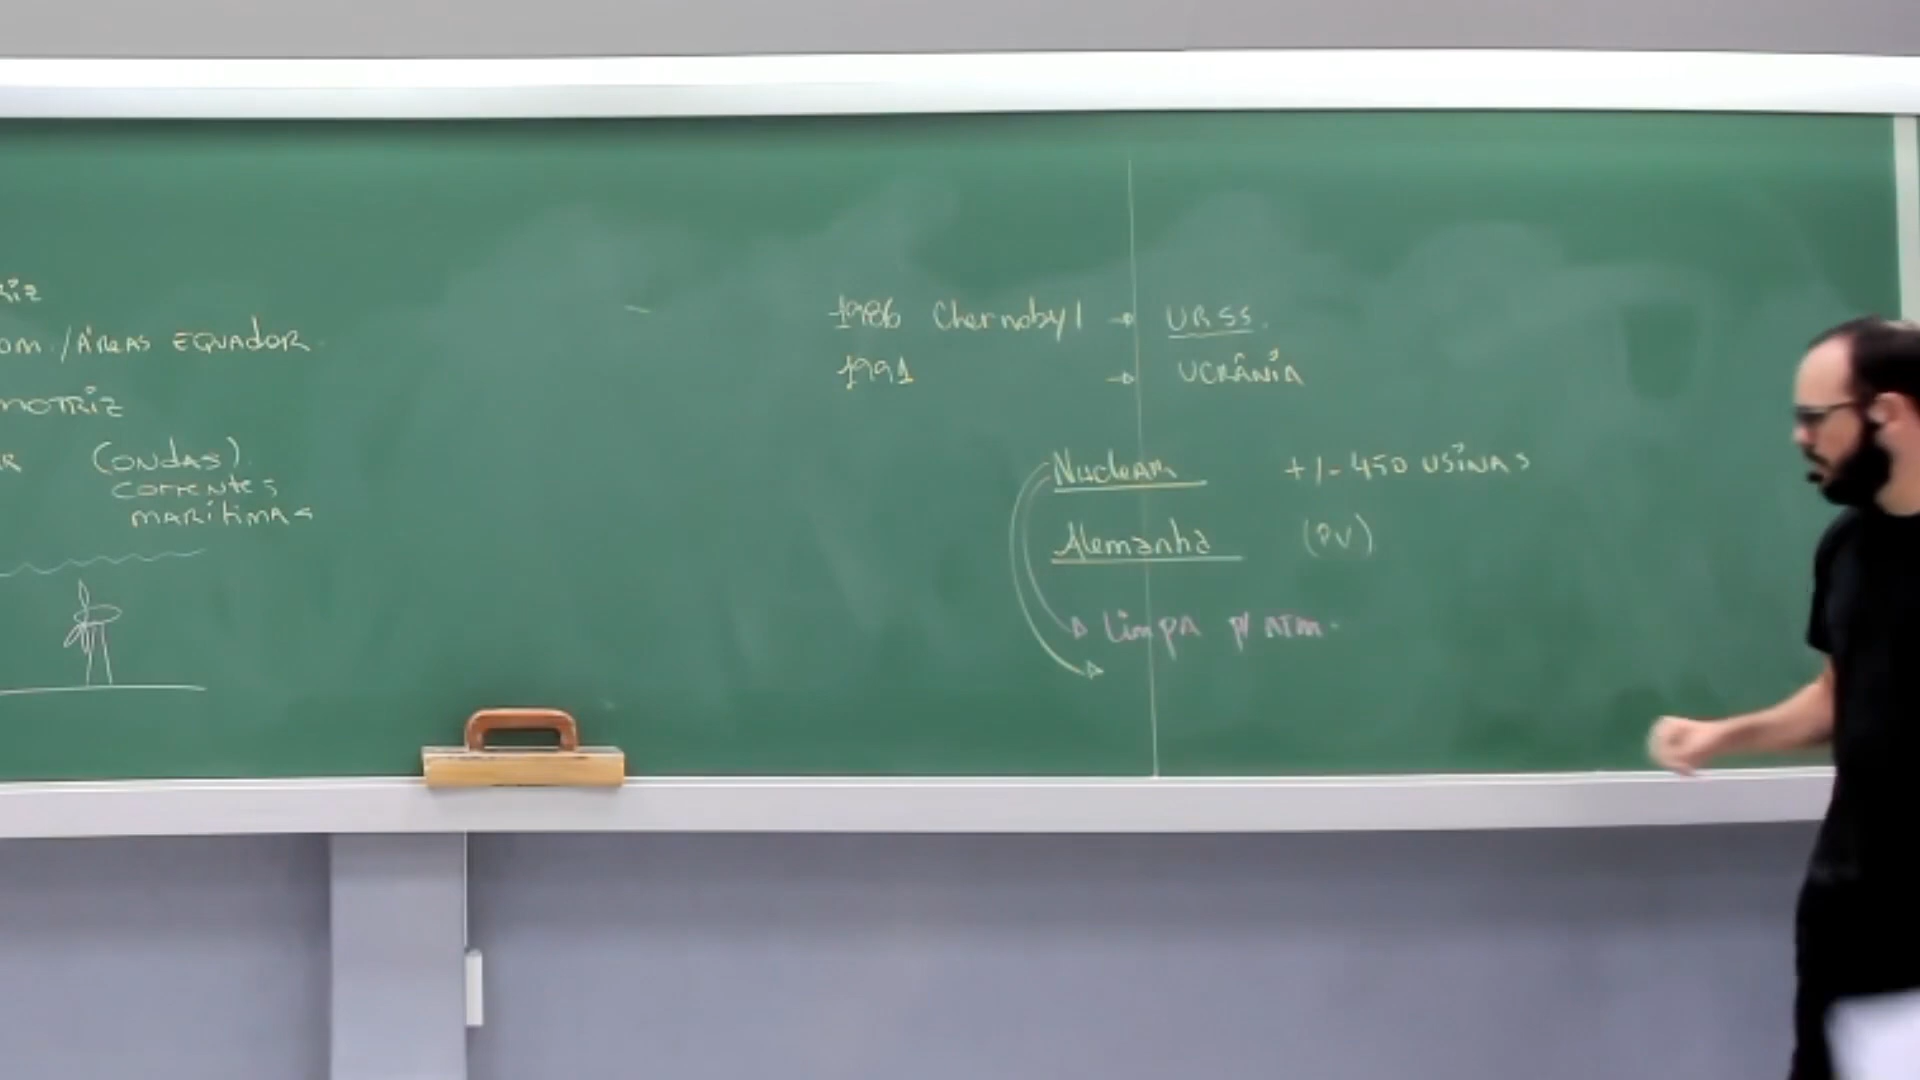 om./ÁREAS EQUADOR
MOTRIZ
(ONDAS)
correntes
marítimas
1986 Chernobyl → URSS.
1991 → UCRÂNIA
Nuclear +/- 450 USINAS
Alemanha (PV)
Limpa p/ ATM.